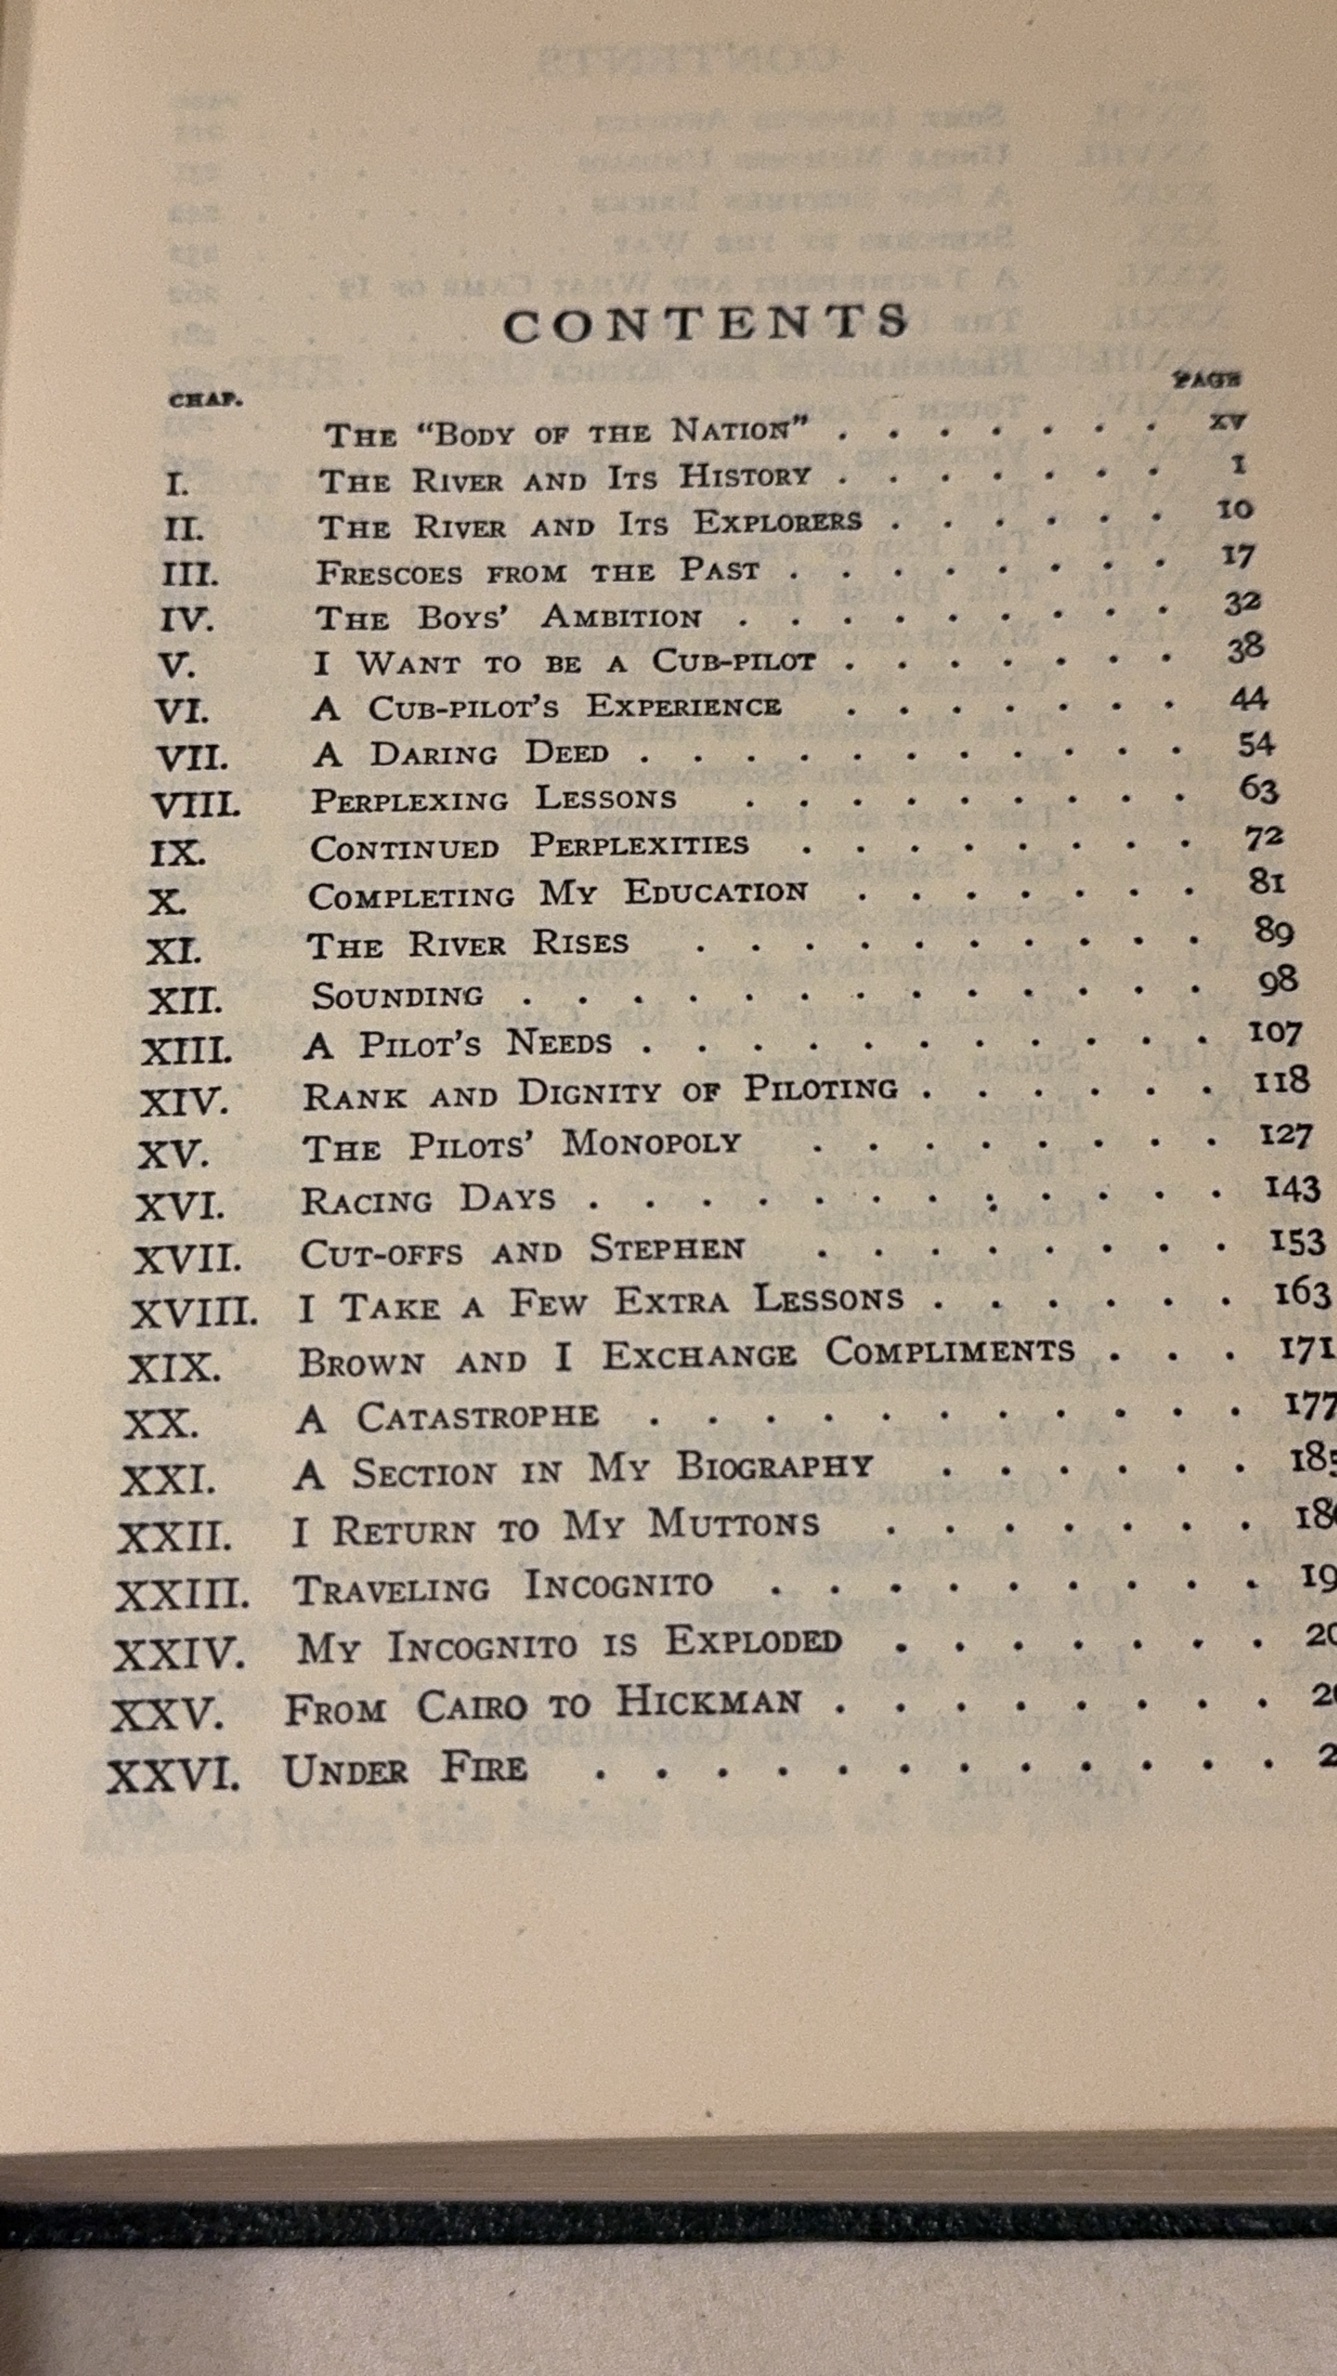 CONTENTS
CHAP. PAGE
THE "BODY OF THE NATION" . . . . . . . xv
I. THE RIVER AND ITS HISTORY . . . . . . . 1
II. THE RIVER AND ITS EXPLORERS . . . . . . 10
III. FRESCOES FROM THE PAST . . . . . . . . 17
IV. THE BOYS' AMBITION . . . . . . . . . 32
V. I WANT TO BE A CUB-PILOT . . . . . . . 38
VI. A CUB-PILOT'S EXPERIENCE . . . . . . . 44
VII. A DARING DEED . . . . . . . . . . . 54
VIII. PERPLEXING LESSONS . . . . . . . . . 63
IX. CONTINUED PERPLEXITIES . . . . . . . . 72
X. COMPLETING MY EDUCATION . . . . . . . 81
XI. THE RIVER RISES . . . . . . . . . . 89
XII. SOUNDING . . . . . . . . . . . . . 98
XIII. A PILOT'S NEEDS . . . . . . . . . . . 107
XIV. RANK AND DIGNITY OF PILOTING . . . . . . 118
XV. THE PILOTS' MONOPOLY . . . . . . . . 127
XVI. RACING DAYS . . . . . . . . . . . . 143
XVII. CUT-OFFS AND STEPHEN . . . . . . . . 153
XVIII. I TAKE A FEW EXTRA LESSONS . . . . . . 163
XIX. BROWN AND I EXCHANGE COMPLIMENTS . . . 171
XX. A CATASTROPHE . . . . . . . . . . . 177
XXI. A SECTION IN MY BIOGRAPHY . . . . . . 185
XXII. I RETURN TO MY MUTTONS . . . . . . .
XXIII. TRAVELING INCOGNITO . . . . . . . . .
XXIV. MY INCOGNITO IS EXPLODED . . . . . . .
XXV. FROM CAIRO TO HICKMAN . . . . . . . .
XXVI. UNDER FIRE . . . . . . . . . . . .